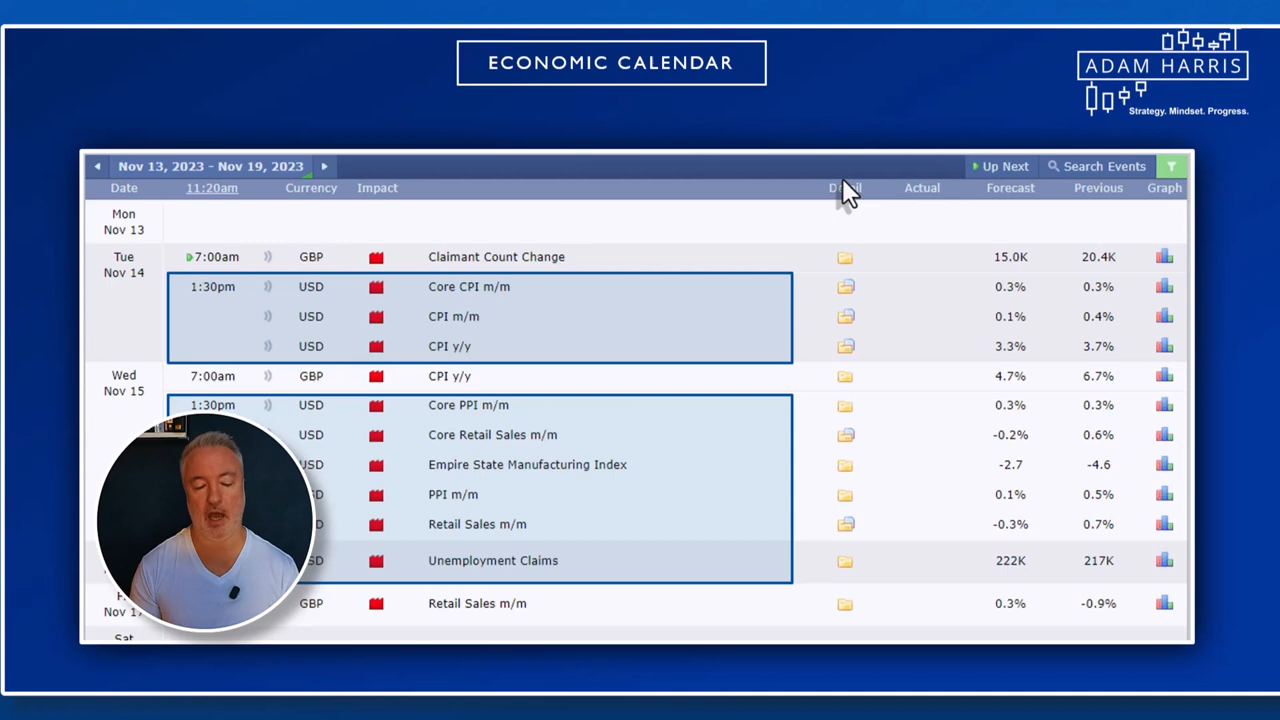 ECONOMIC CALENDAR
ADAM HARRIS
Strategy. Mindset. Progress.
Nov 13, 2023 - Nov 19, 2023 Up Next Search Events
Date 11:20am Currency Impact Actual Forecast Previous Graph
Mon
Nov 13
Tue
Nov 14
7:00am GBP Claimant Count Change 15.0K 20.4K
1:30pm USD Core CPI m/m 0.3% 0.3%
USD CPI m/m 0.1% 0.4%
USD CPI y/y 3.3% 3.7%
Wed
Nov 15
7:00am GBP CPI y/y 4.7% 6.7%
1:30pm USD Core PPI m/m 0.3% 0.3%
Core Retail Sales m/m -0.2% 0.6%
Empire State Manufacturing Index -2.7 -4.6
PPI m/m 0.1% 0.5%
Retail Sales m/m -0.3% 0.7%
Unemployment Claims 222K 217K
Nov
GBP Retail Sales m/m 0.3% -0.9%
Sat